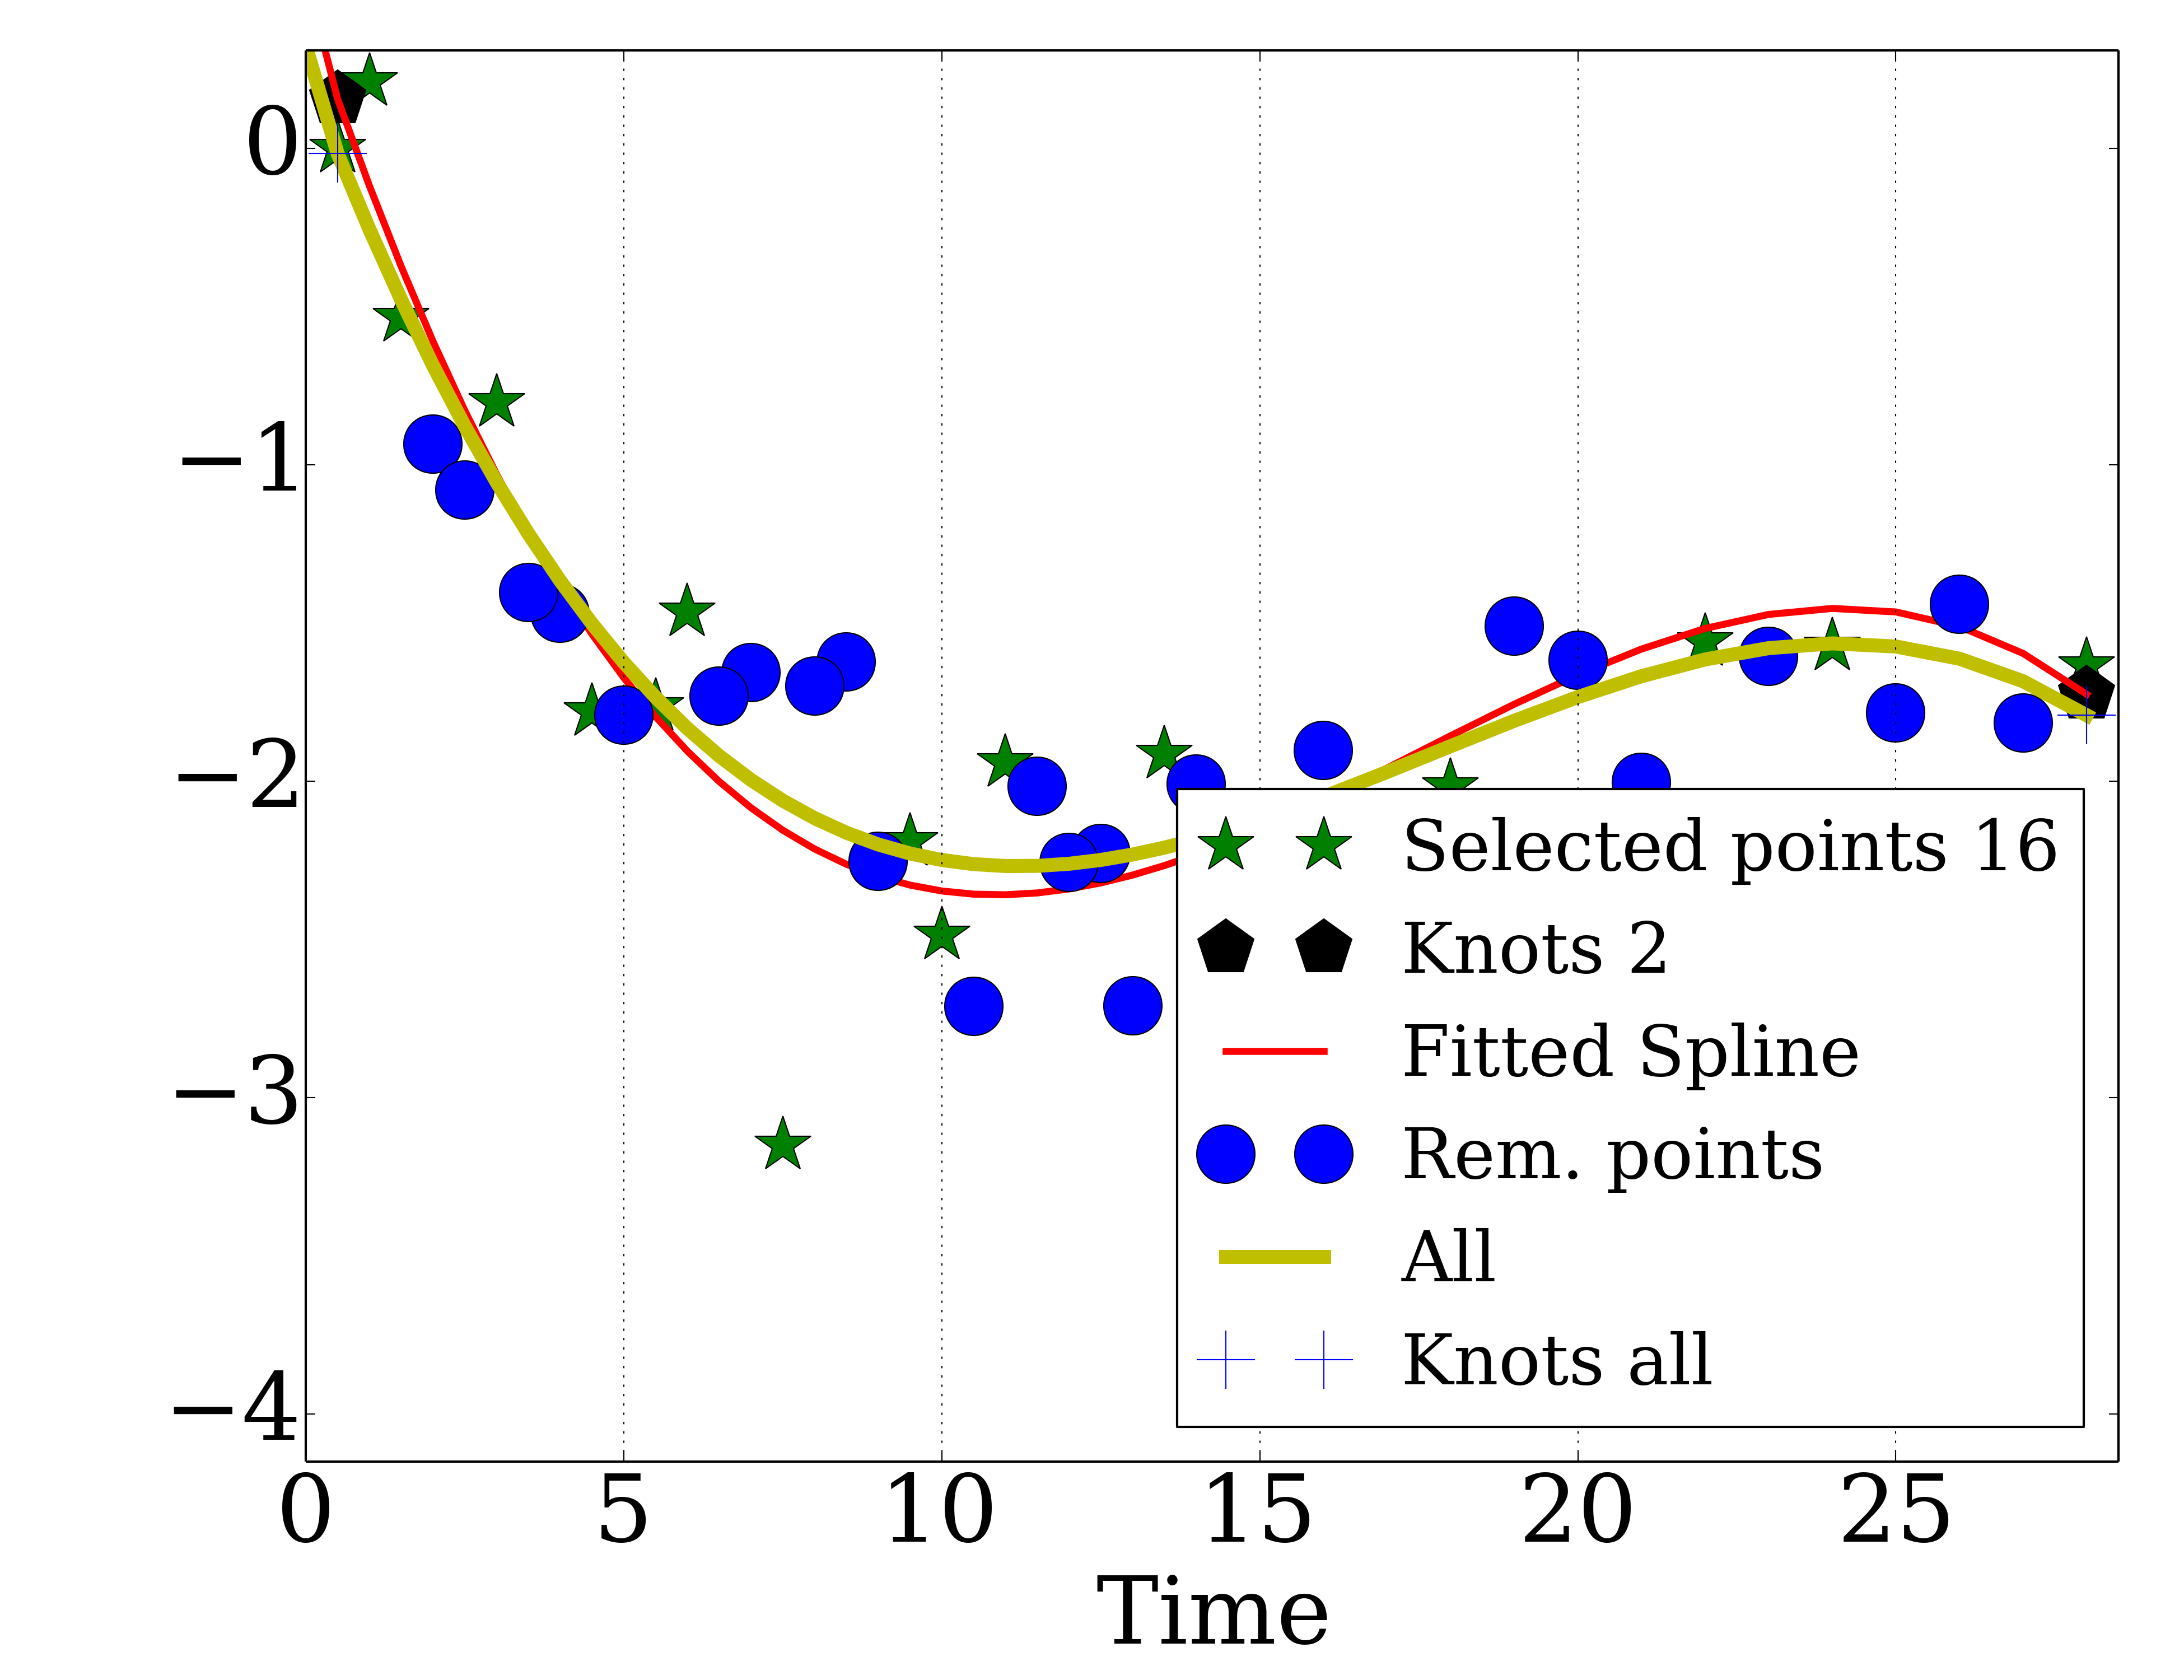 0
−1
−2
−3
−4
0 5 10 15 20 25
Time
Selected points 16
Knots 2
Fitted Spline
Rem. points
All
Knots all